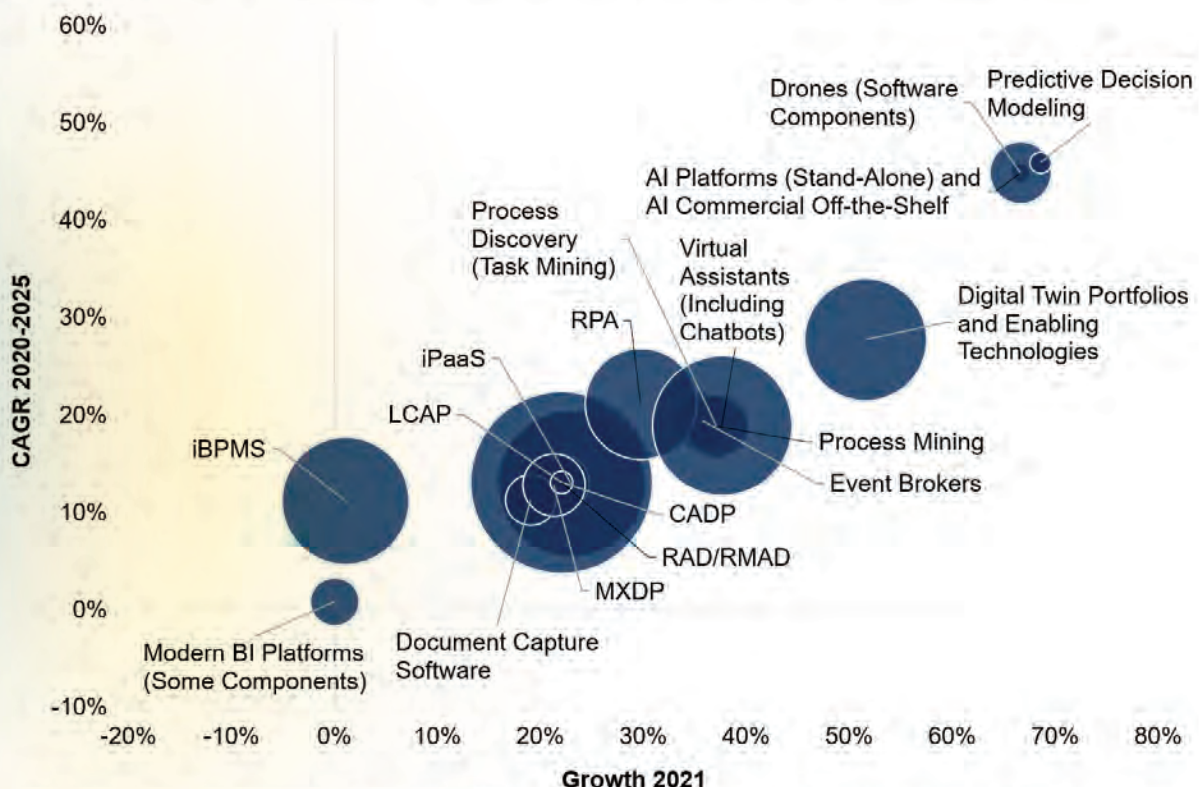 60%
50%
40%
30%
20%
10%
0%
-10%
CAGR 2020-2025
-20%
-10%
0%
10%
20%
30%
40%
50%
60%
70%
80%
Growth 2021
Drones (Software
Components)
Predictive Decision
Modeling
AI Platforms (Stand-Alone) and
AI Commercial Off-the-Shelf
Process
Discovery
(Task Mining)
Virtual
Assistants
(Including
Chatbots)
Digital Twin Portfolios
and Enabling
Technologies
RPA
iPaaS
LCAP
iBPMS
Process Mining
Event Brokers
CADP
RAD/RMAD
MXDP
Document Capture
Software
Modern BI Platforms
(Some Components)